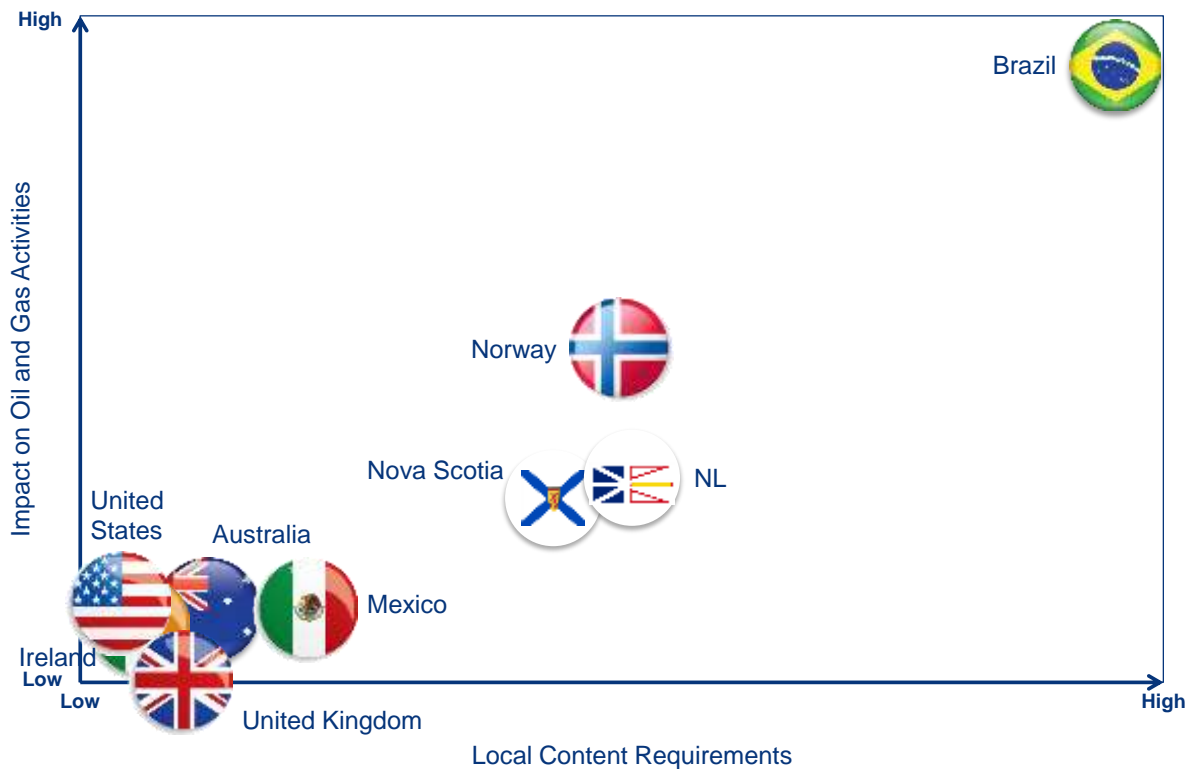 High
Brazil
Impact on Oil and Gas Activities
Norway
Nova Scotia
NL
United
States
Australia
Mexico
Ireland
Low
Low
High
United Kingdom
Local Content Requirements